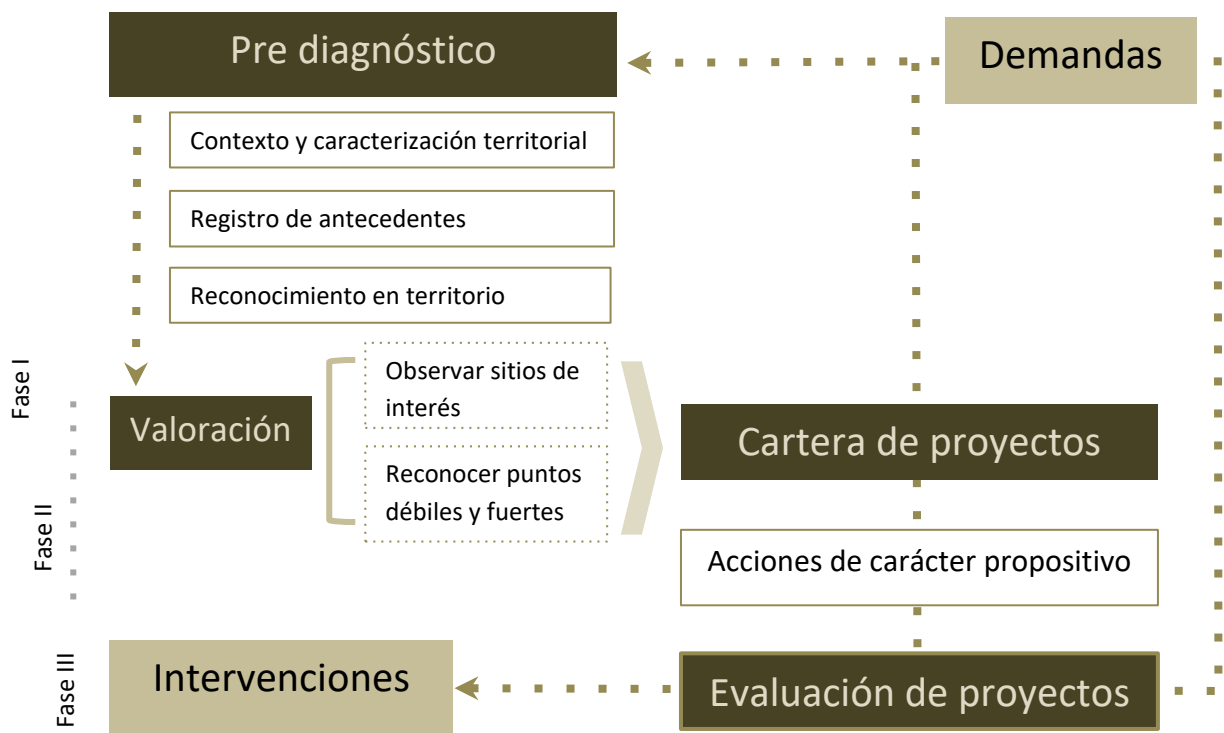 Pre diagnóstico
Demandas
Contexto y caracterización territorial
Registro de antecedentes
Reconocimiento en territorio
Fase I
Valoración
Observar sitios de
interés
Reconocer puntos
débiles y fuertes
Cartera de proyectos
Fase II
Acciones de carácter propositivo
Fase III
Intervenciones
Evaluación de proyectos